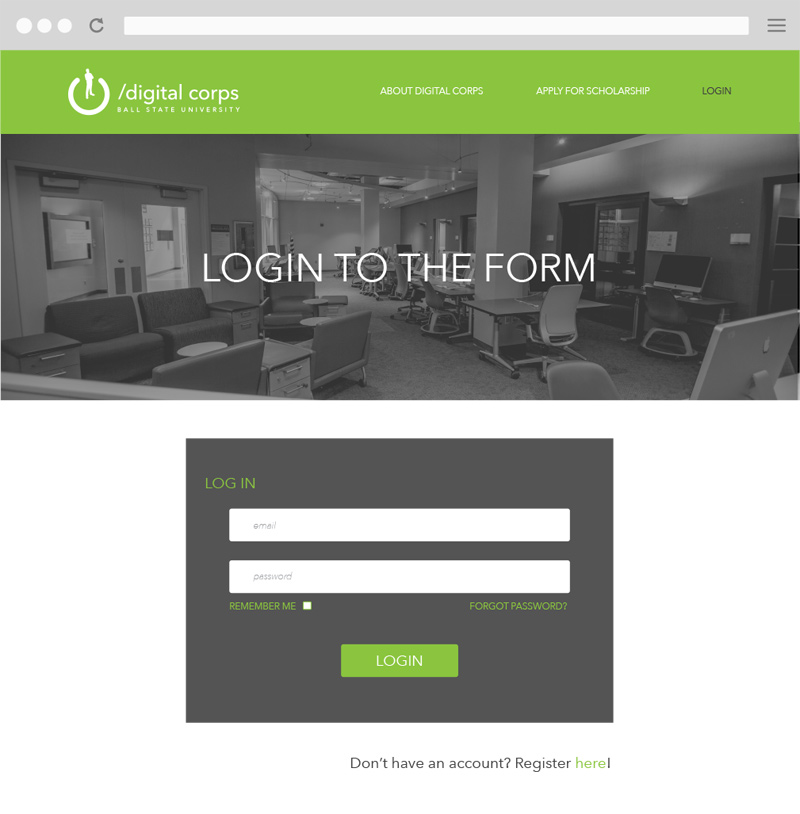 /digital corps
BALL STATE UNIVERSITY
ABOUT DIGITAL CORPS
APPLY FOR SCHOLARSHIP
LOGIN
LOGIN TO THE FORM
LOG IN
email
password
REMEMBER ME
FORGOT PASSWORD?
LOGIN
Don't have an account? Register here!